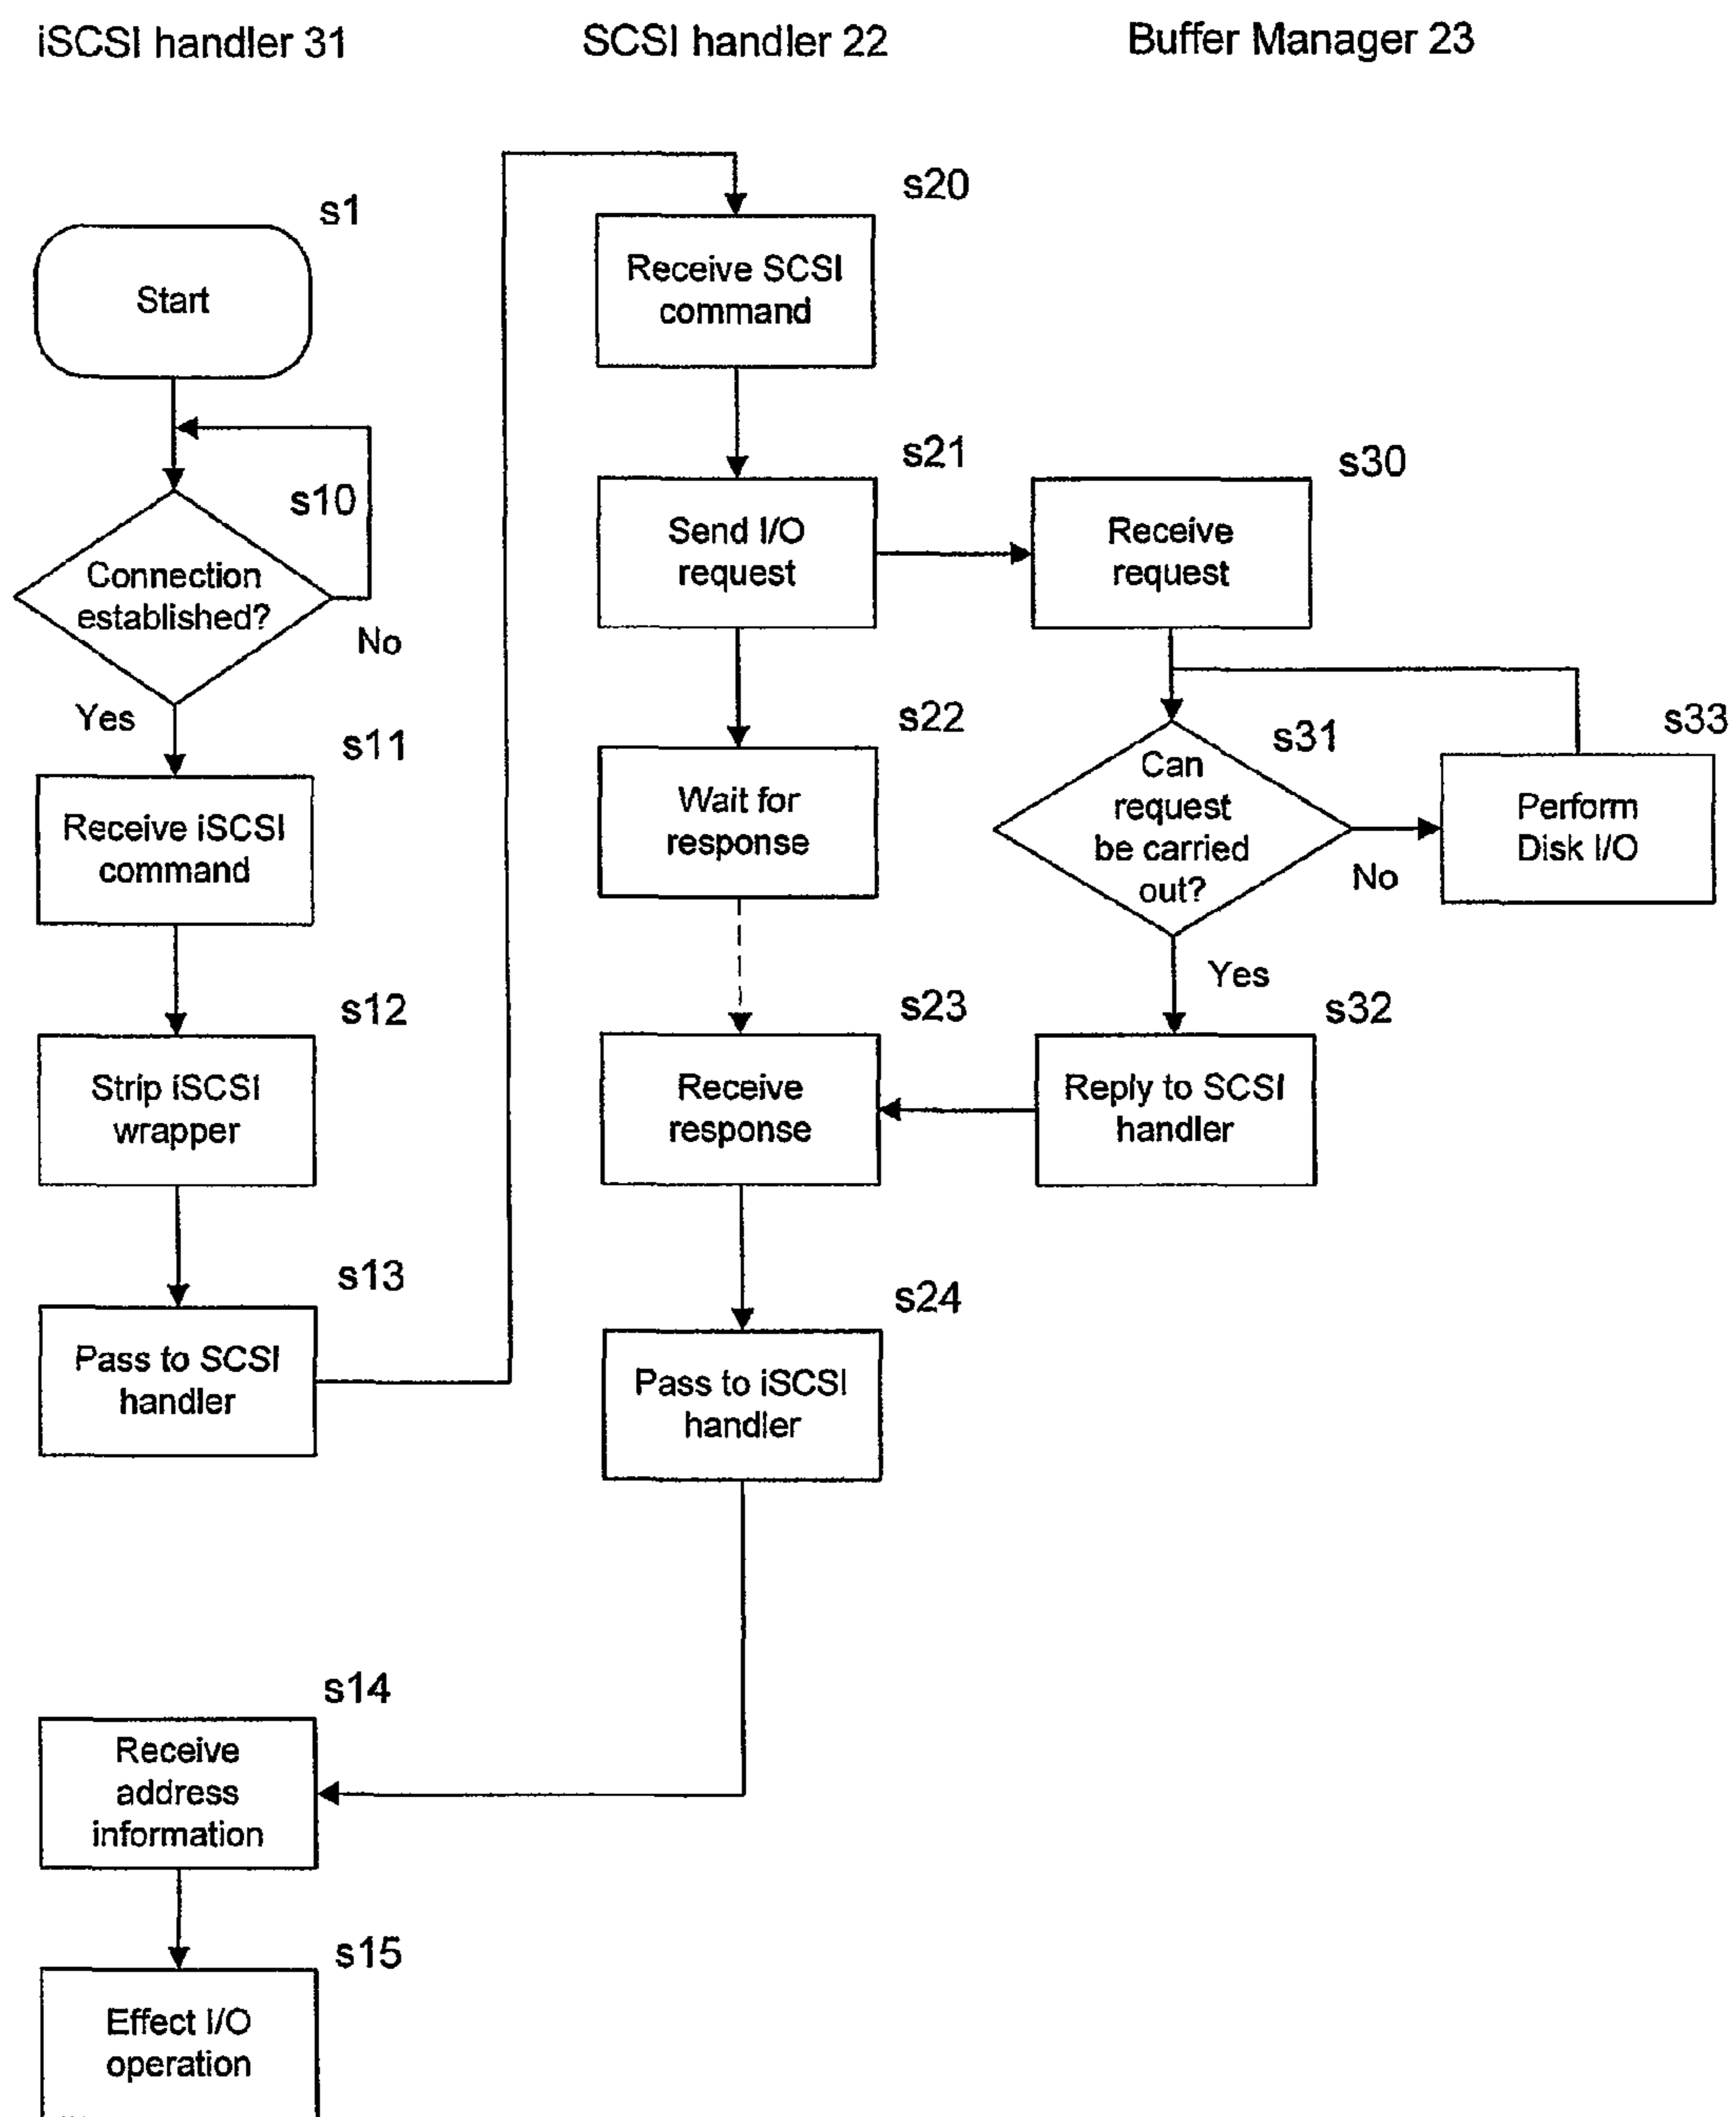 iSCSI handler 31
SCSI handler 22
Buffer Manager 23
s1
Start
s10
Connection
established?
No
Yes
s11
Receive iSCSI
command
s12
Strip iSCSI
wrapper
s13
Pass to SCSI
handler
s20
Receive SCSI
command
s21
Send I/O
request
s22
Wait for
response
s23
Receive
response
s24
Pass to iSCSI
handler
s30
Receive
request
s31
Can
request
be carried
out?
No
Yes
s33
Perform
Disk I/O
s32
Reply to SCSI
handler
s14
Receive
address
information
s15
Effect I/O
operation